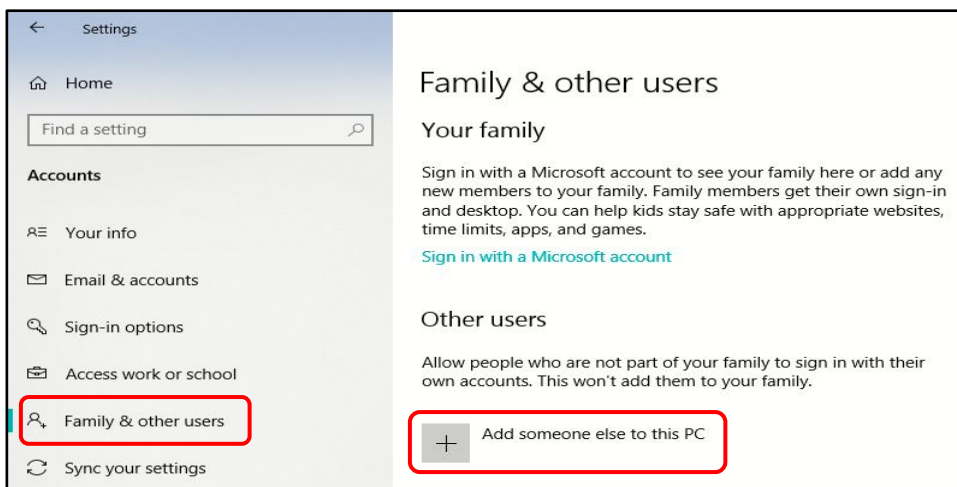 Settings
Home
Find a setting
Accounts
Your info
Email & accounts
Sign-in options
Access work or school
Family & other users
Sync your settings
Family & other users
Your family
Sign in with a Microsoft account to see your family here or add any
new members to your family. Family members get their own sign-in
and desktop. You can help kids stay safe with appropriate websites,
time limits, apps, and games.
Sign in with a Microsoft account
Other users
Allow people who are not part of your family to sign in with their
own accounts. This won't add them to your family.
Add someone else to this PC